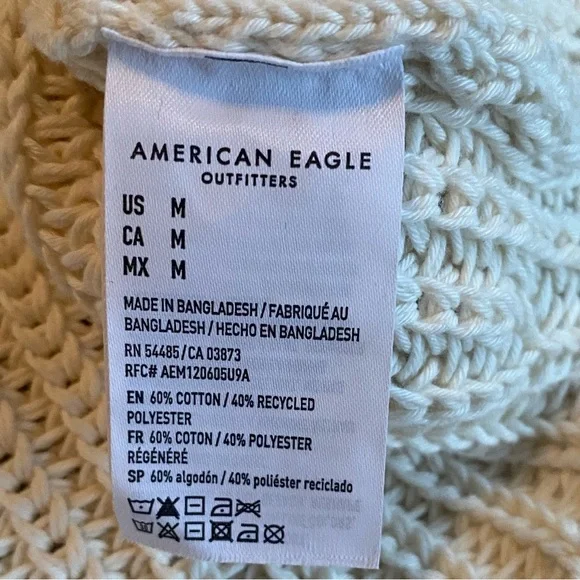 AMERICAN EAGLE
OUTFITTERS
US M
CA M
MX M
MADE IN BANGLADESH / FABRIQUÉ AU
BANGLADESH / HECHO EN BANGLADESH
RN 54485 / CA 03873
RFC# AEM120605U9A
EN 60% COTTON / 40% RECYCLED
POLYESTER
FR 60% COTON / 40% POLYESTER
RÉGÉNÉRÉ
SP 60% algodón / 40% poliéster reciclado